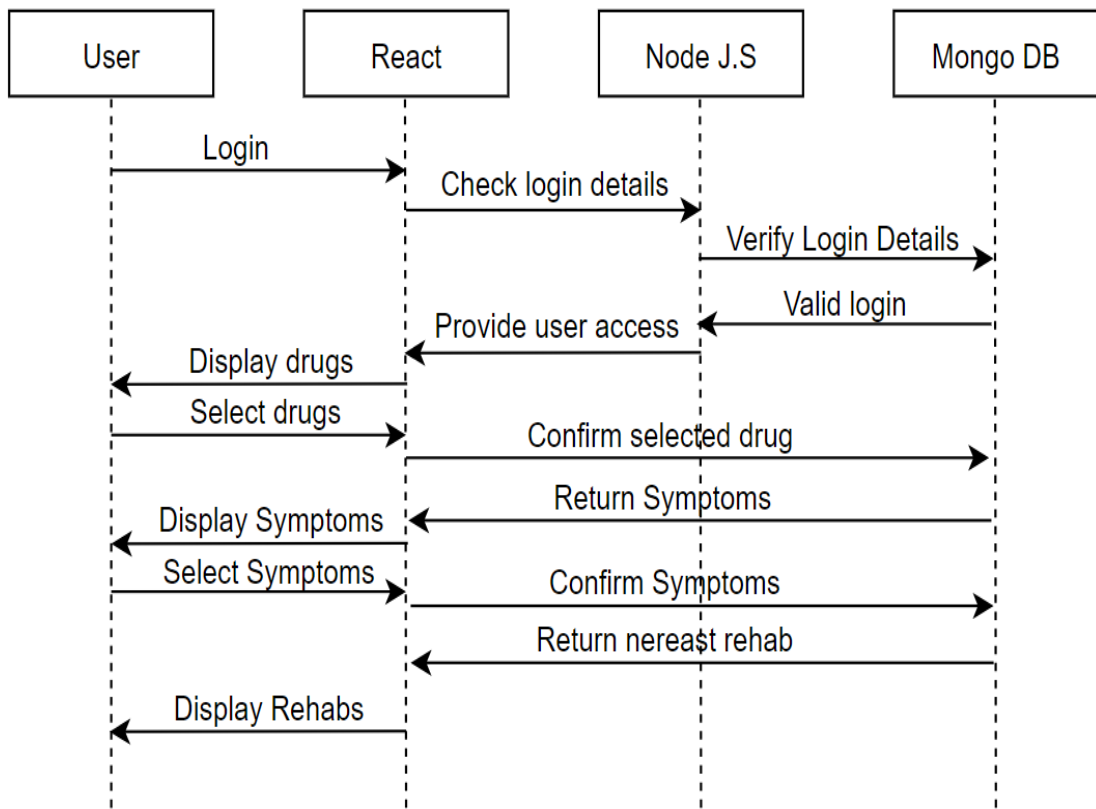 User
React
Node J.S
Mongo DB
Login
Check login details
Verify Login Details
Valid login
Provide user access
Display drugs
Select drugs
Confirm selected drug
Return Symptoms
Display Symptoms
Select Symptoms
Confirm Symptoms
Return nereast rehab
Display Rehabs